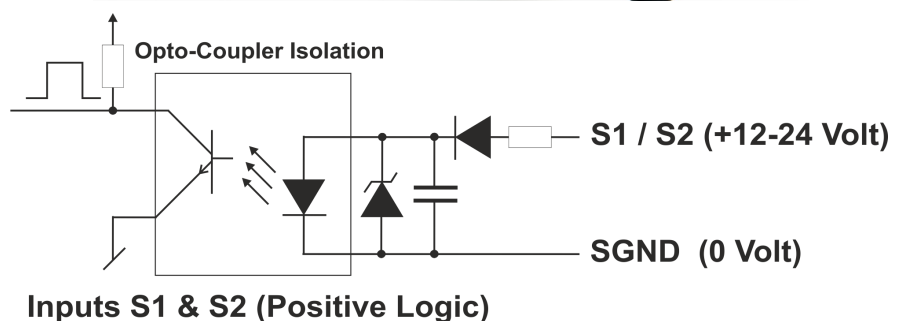 Opto-Coupler Isolation
S1 / S2 (+12-24 Volt)
SGND (0 Volt)
Inputs S1 & S2 (Positive Logic)